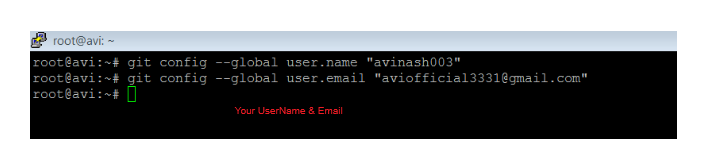 root@avi: ~
root@avi:~# git config --global user.name "avinash003"
root@avi:~# git config --global user.email "aviofficial3331@gmail.com"
root@avi:~#
Your UserName & Email